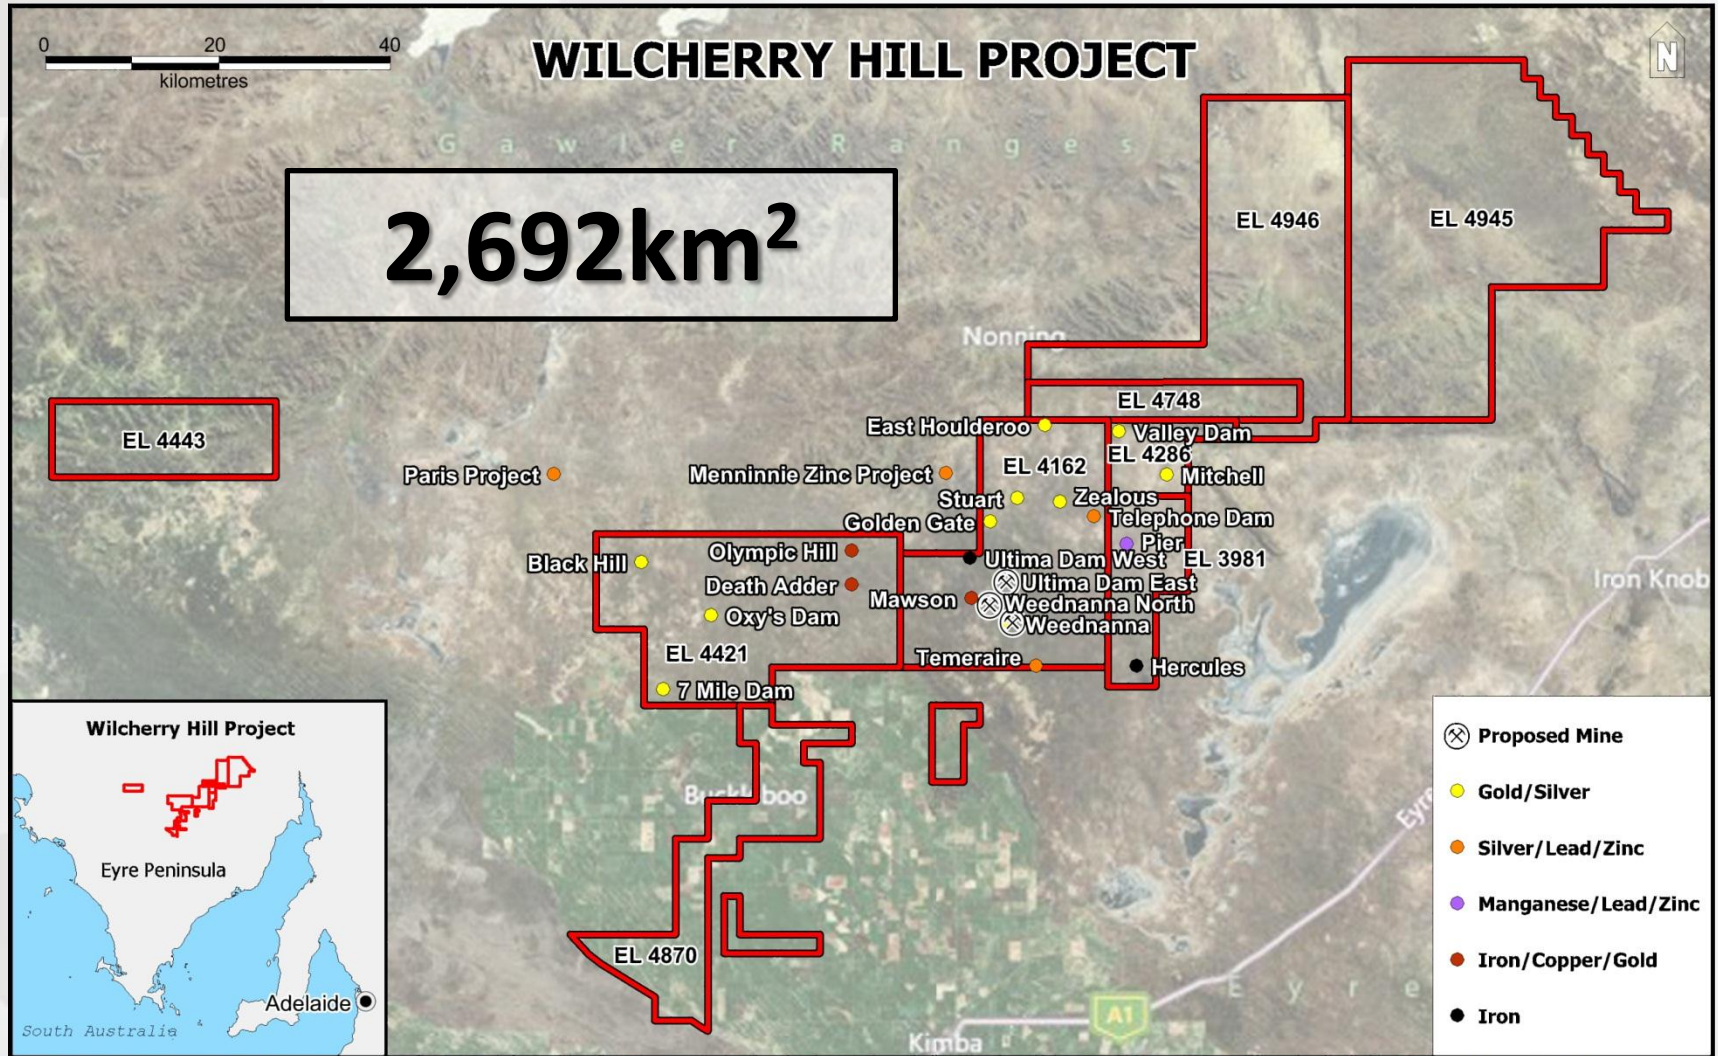 0 20 40
kilometres
WILCHERRY HILL PROJECT
N
Gawler Ranges
2,692km²
EL 4946
EL 4945
Nonning
EL 4748
EL 4443
East Houlderoo
Valley Dam
EL 4286
EL 4162
Paris Project
Menninnie Zinc Project
Mitchell
Stuart
Zealous
Golden Gate
Telephone Dam
Pier
Olympic Hill
Black Hill
Ultima Dam West
EL 3981
Iron Knob
Death Adder
Ultima Dam East
Mawson
Weednanna North
Oxy's Dam
Weednanna
EL 4421
Temeraire
Hercules
7 Mile Dam
Buckleboo
Eyre
EL 4870
A1
Eyre
Kimba
Wilcherry Hill Project
Eyre Peninsula
Adelaide
South Australia
Proposed Mine
Gold/Silver
Silver/Lead/Zinc
Manganese/Lead/Zinc
Iron/Copper/Gold
Iron